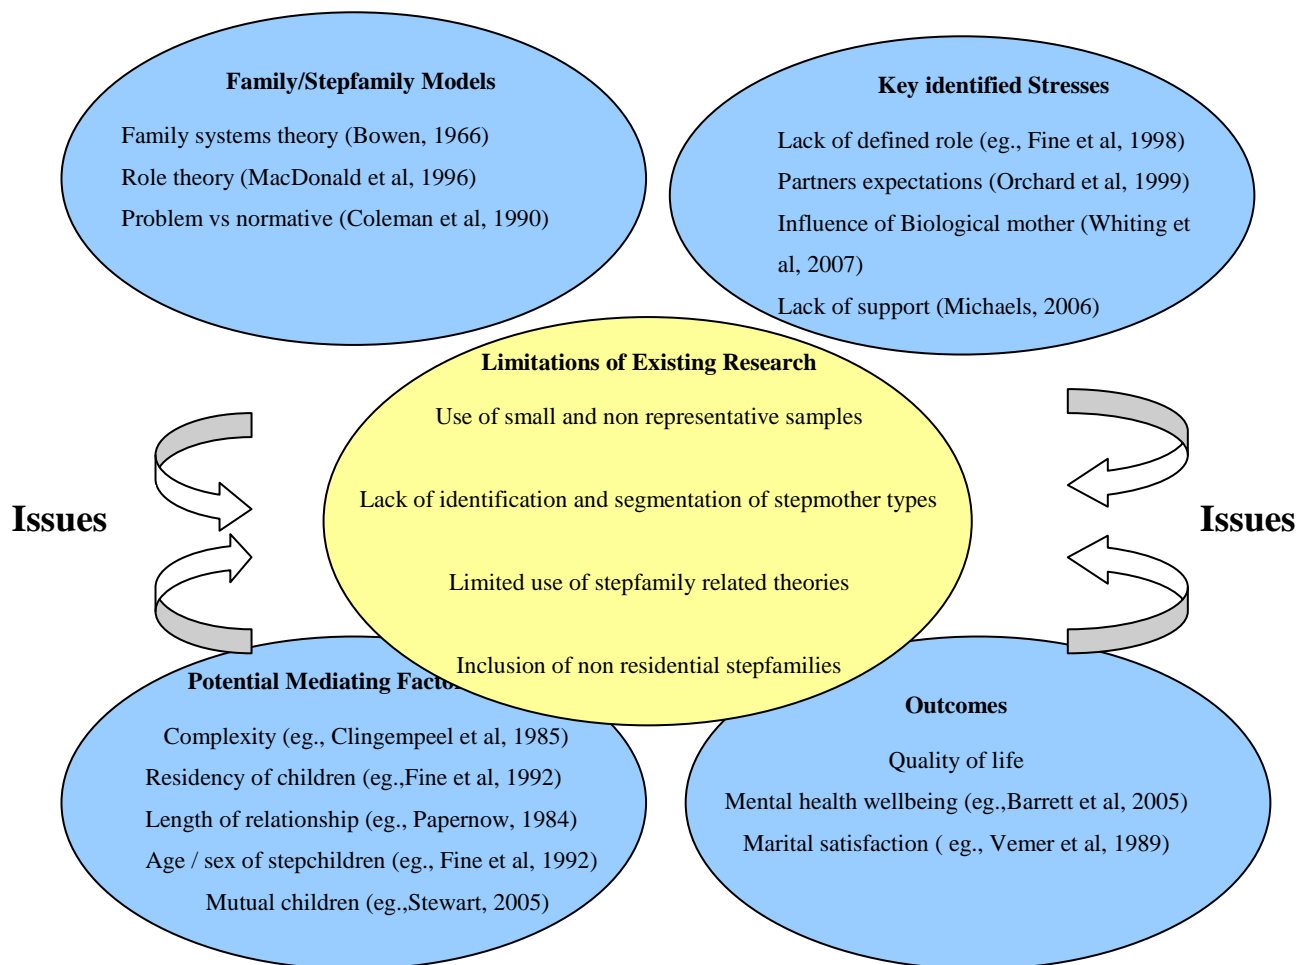 Family/Stepfamily Models
Family systems theory (Bowen, 1966)
Role theory (MacDonald et al, 1996)
Problem vs normative (Coleman et al, 1990)
Key identified Stresses
Lack of defined role (eg., Fine et al, 1998)
Partners expectations (Orchard et al, 1999)
Influence of Biological mother (Whiting et
al, 2007)
Lack of support (Michaels, 2006)
Limitations of Existing Research
Use of small and non representative samples
Lack of identification and segmentation of stepmother types
Limited use of stepfamily related theories
Inclusion of non residential stepfamilies
Issues
Issues
Potential Mediating
Complexity (eg., Clingempeel et al, 1985)
Residency of children (eg.,Fine et al, 1992)
Length of relationship (eg., Papernow, 1984)
Age / sex of stepchildren (eg., Fine et al, 1992)
Mutual children (eg.,Stewart, 2005)
Outcomes
Quality of life
Mental health wellbeing (eg.,Barrett et al, 2005)
Marital satisfaction ( eg., Vemer et al, 1989)